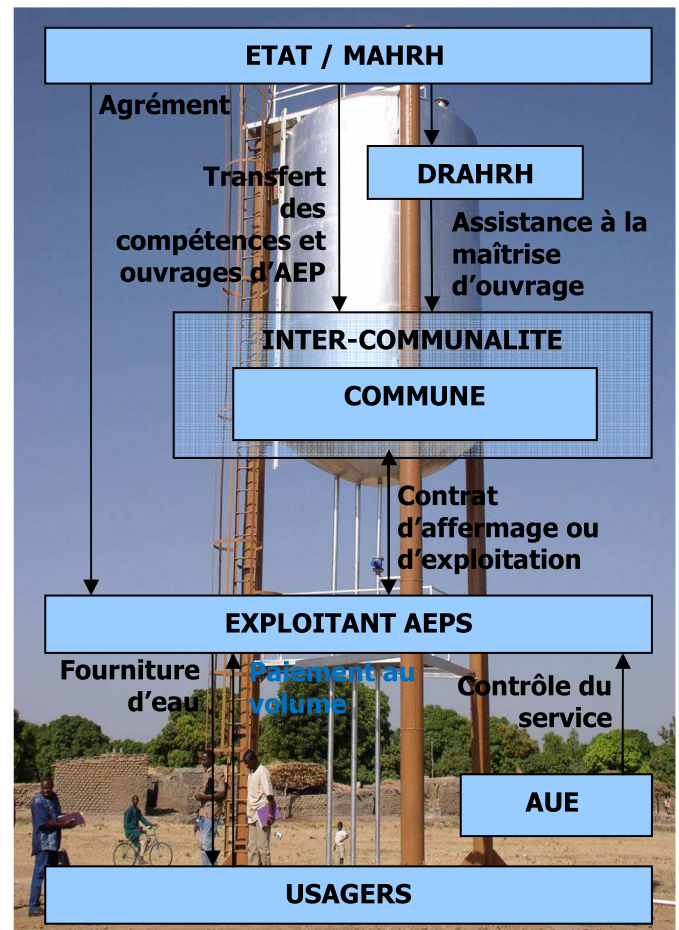 ETAT / MAHRH
Agrément
DRAHRH
Transfert
des
compétences et
ouvrages d'AEP
Assistance à la
maîtrise
d'ouvrage
INTER-COMMUNALITE
COMMUNE
Contrat
d'affermage ou
d'exploitation
EXPLOITANT AEPS
Fourniture
d'eau
Paiement au
volume
Contrôle du
service
AUE
USAGERS